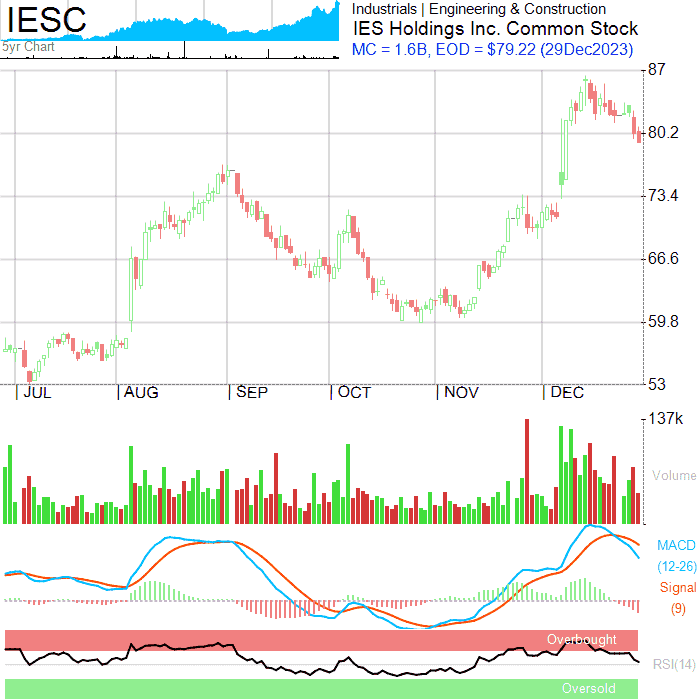 IESC
5yr Chart
Industrials | Engineering & Construction
IES Holdings Inc. Common Stock
MC = 1.6B, EOD = $79.22 (29Dec2023)
87
80.2
73.4
66.6
59.8
53
JUL AUG SEP OCT NOV DEC
137k
Volume
MACD
(12-26)
Signal
(9)
Overbought
RSI(14)
Oversold